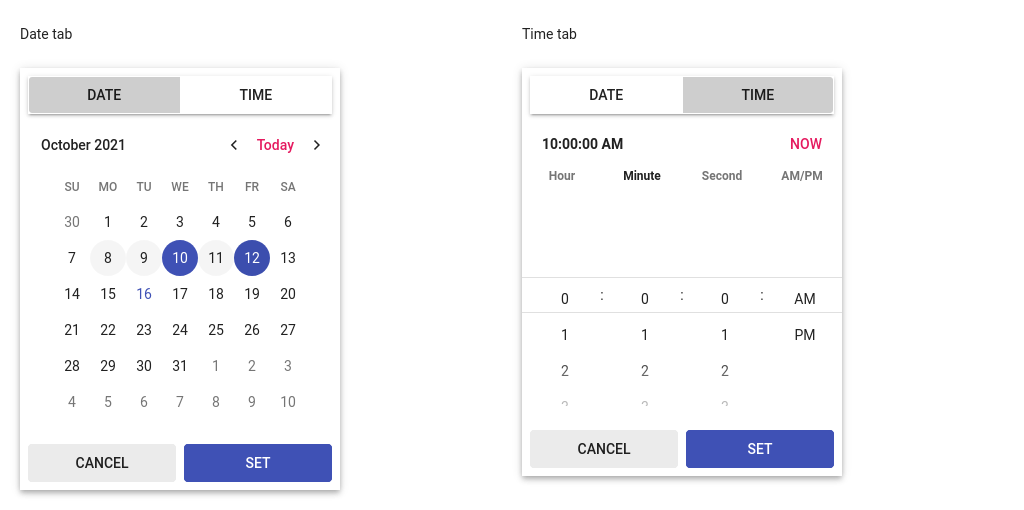 Date tab
DATE TIME
October 2021 Today
SU MO TU WE TH FR SA
30 1 2 3 4 5 6
7 8 9 10 11 12 13
14 15 16 17 18 19 20
21 22 23 24 25 26 27
28 29 30 31 1 2 3
4 5 6 7 8 9 10
CANCEL SET
Time tab
DATE TIME
10:00:00 AM NOW
Hour Minute Second AM/PM
0 : 0 : 0 : AM
1 1 1 PM
2 2 2
CANCEL SET